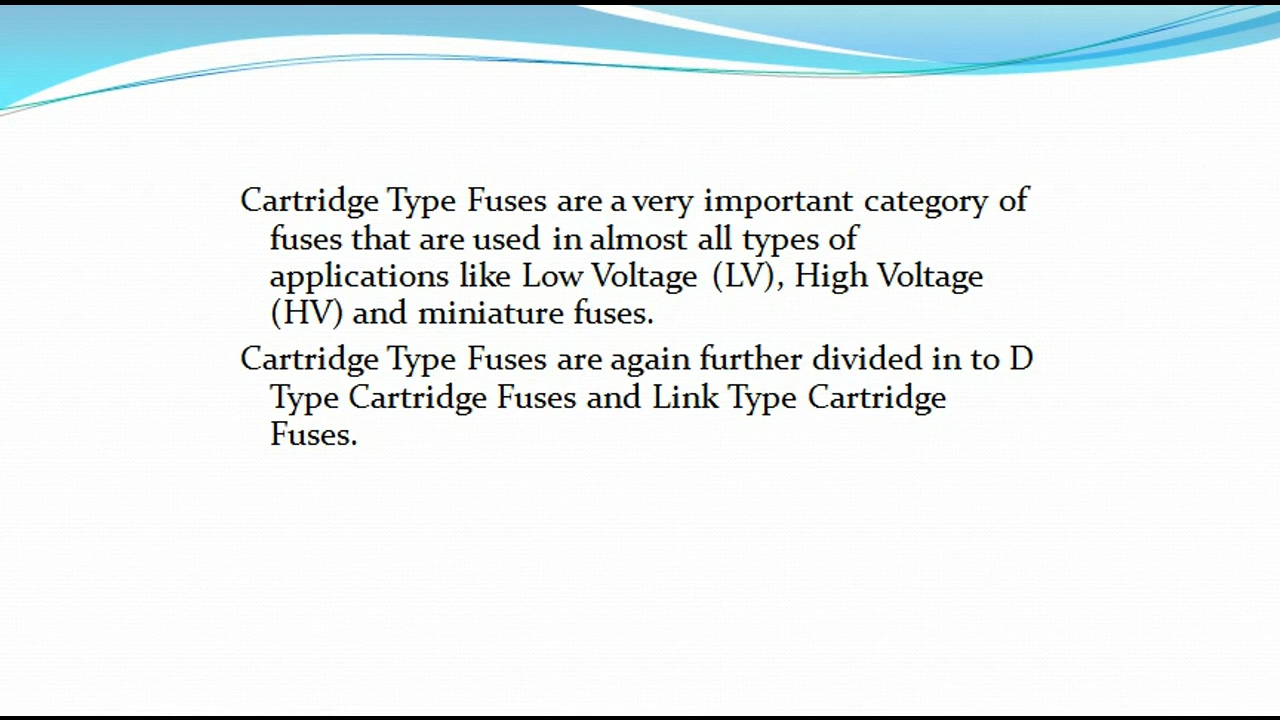 Cartridge Type Fuses are a very important category of
fuses that are used in almost all types of
applications like Low Voltage (LV), High Voltage
(HV) and miniature fuses.
Cartridge Type Fuses are again further divided in to D
Type Cartridge Fuses and Link Type Cartridge
Fuses.